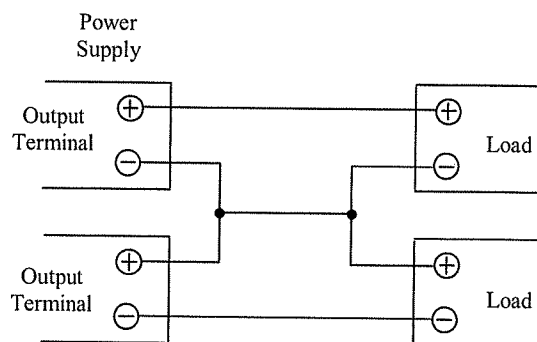 Power
Supply
Output
Terminal
+
−
+
−
Load
Output
Terminal
+
−
+
−
Load